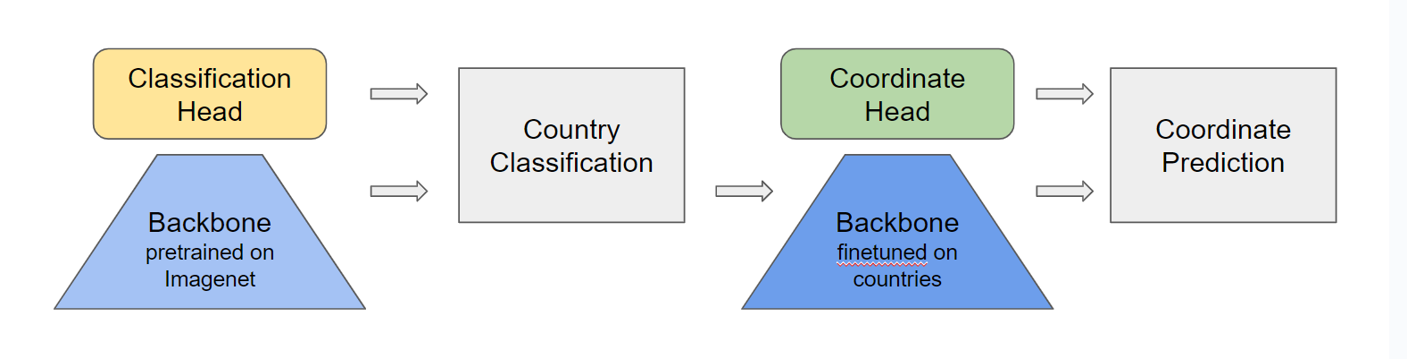 Classification
Head
Backbone
pretrained on
Imagenet
Country
Classification
Coordinate
Head
Backbone
finetuned on
countries
Coordinate
Prediction